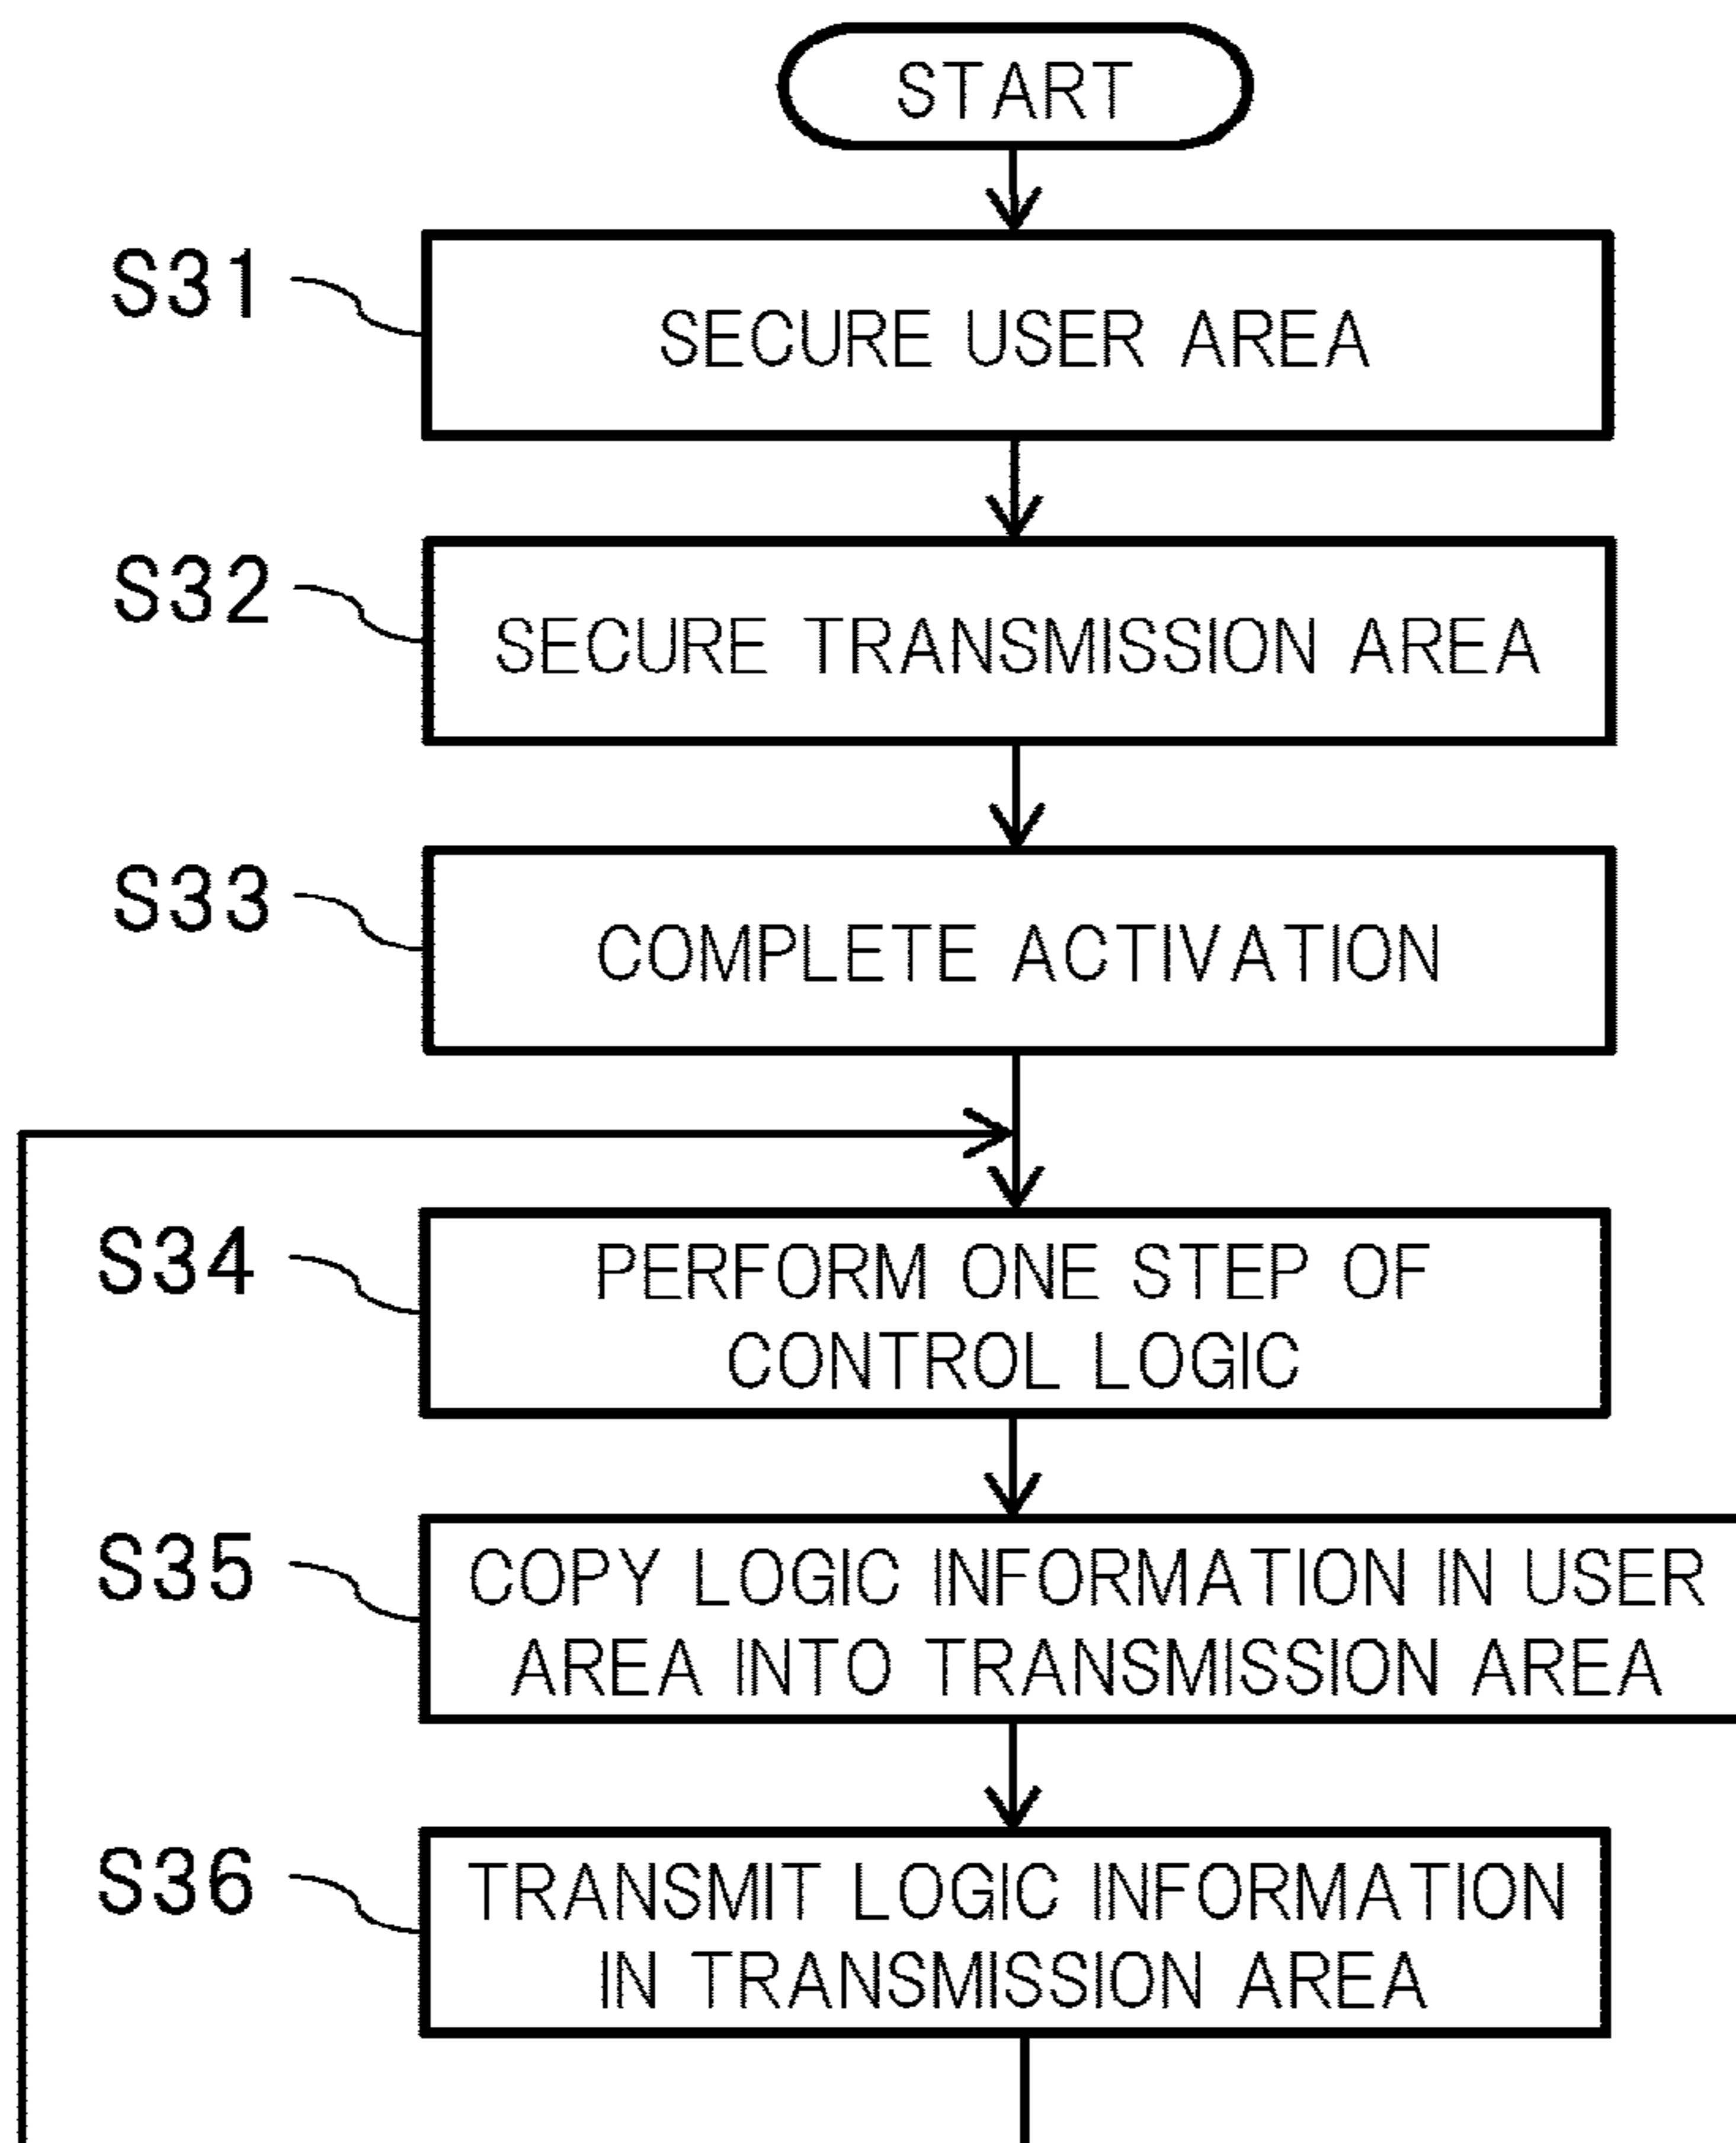 START
S31
SECURE USER AREA
S32
SECURE TRANSMISSION AREA
S33
COMPLETE ACTIVATION
S34
PERFORM ONE STEP OF
CONTROL LOGIC
S35
COPY LOGIC INFORMATION IN USER
AREA INTO TRANSMISSION AREA
S36
TRANSMIT LOGIC INFORMATION
IN TRANSMISSION AREA